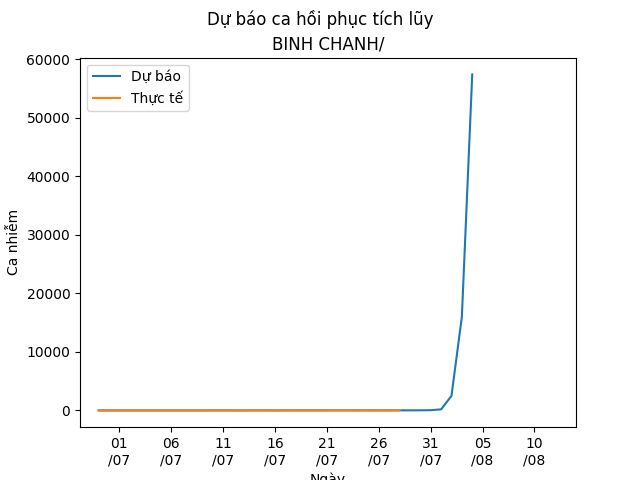 Dự báo ca hồi phục tích lũy
BINH CHANH/
Dự báo
Thực tế
Ca nhiễm
60000
50000
40000
30000
20000
10000
0
01 06 11 16 21 26 31 05 10
/07 /07 /07 /07 /07 /07 /07 /08 /08
Ngày